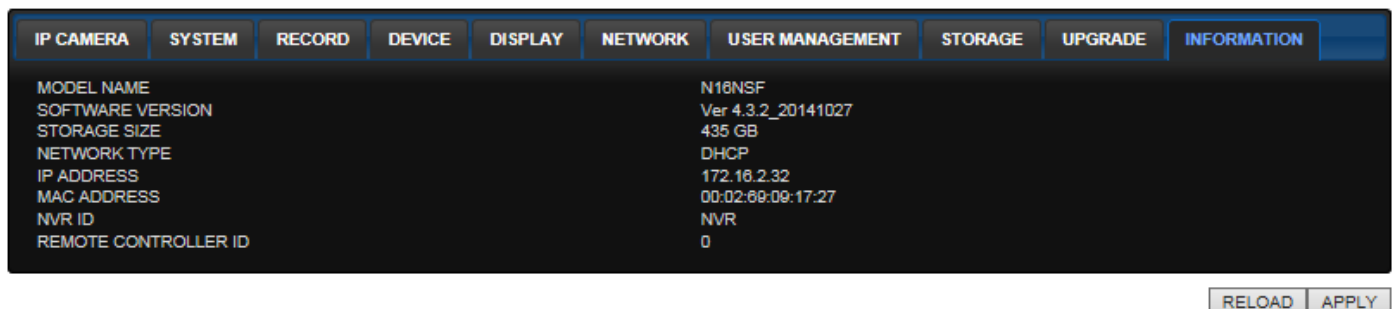 IP CAMERA SYSTEM RECORD DEVICE DISPLAY NETWORK USER MANAGEMENT STORAGE UPGRADE INFORMATION
MODEL NAME N16NSF
SOFTWARE VERSION Ver 4.3.2_20141027
STORAGE SIZE 435 GB
NETWORK TYPE DHCP
IP ADDRESS 172.16.2.32
MAC ADDRESS 00:02:69:09:17:27
NVR ID NVR
REMOTE CONTROLLER ID 0
RELOAD APPLY